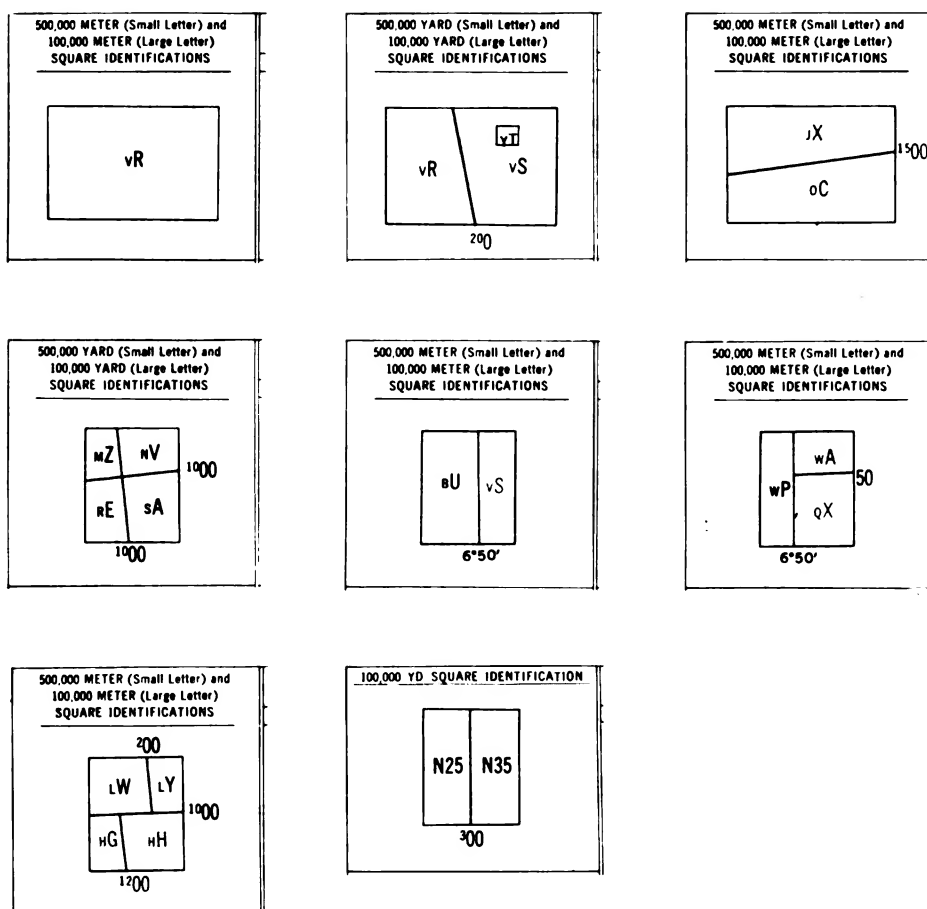 500,000 METER (Small Letter) and
100,000 METER (Large Letter)
SQUARE IDENTIFICATIONS
vR
500,000 YARD (Small Letter) and
100,000 YARD (Large Letter)
SQUARE IDENTIFICATIONS
YT
vR vS
200
500,000 METER (Small Letter) and
100,000 METER (Large Letter)
SQUARE IDENTIFICATIONS
JX
1500
OC
500,000 YARD (Small Letter) and
100,000 YARD (Large Letter)
SQUARE IDENTIFICATIONS
MZ NV
1000
RE SA
1000
500,000 METER (Small Letter) and
100,000 METER (Large Letter)
SQUARE IDENTIFICATIONS
BU vS
6°50'
500,000 METER (Small Letter) and
100,000 METER (Large Letter)
SQUARE IDENTIFICATIONS
wA
wP 50
QX
6°50'
500,000 METER (Small Letter) and
100,000 METER (Large Letter)
SQUARE IDENTIFICATIONS
200
LW LY
1000
HG HH
1200
100,000 YD SQUARE IDENTIFICATION
N25 N35
300